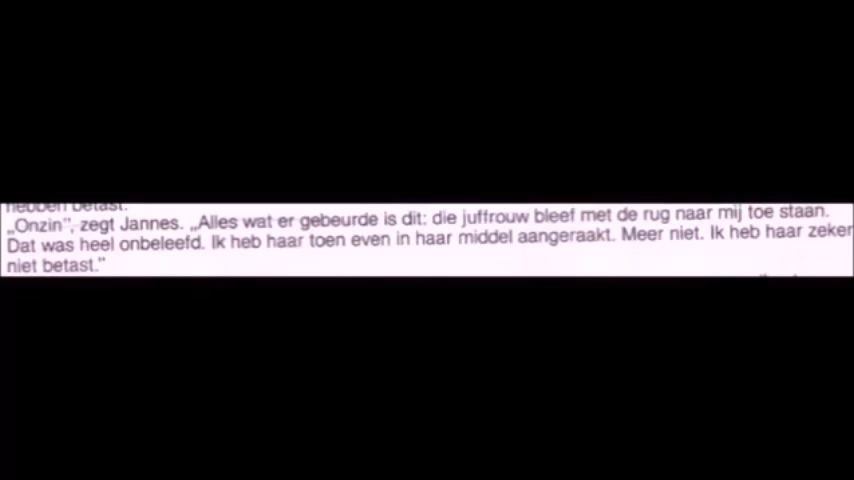 hebben betast.
„Onzin”, zegt Jannes. „Alles wat er gebeurde is dit: die juffrouw bleef met de rug naar mij toe staan.
Dat was heel onbeleefd. Ik heb haar toen even in haar middel aangeraakt. Meer niet. Ik heb haar zeker
niet betast.”